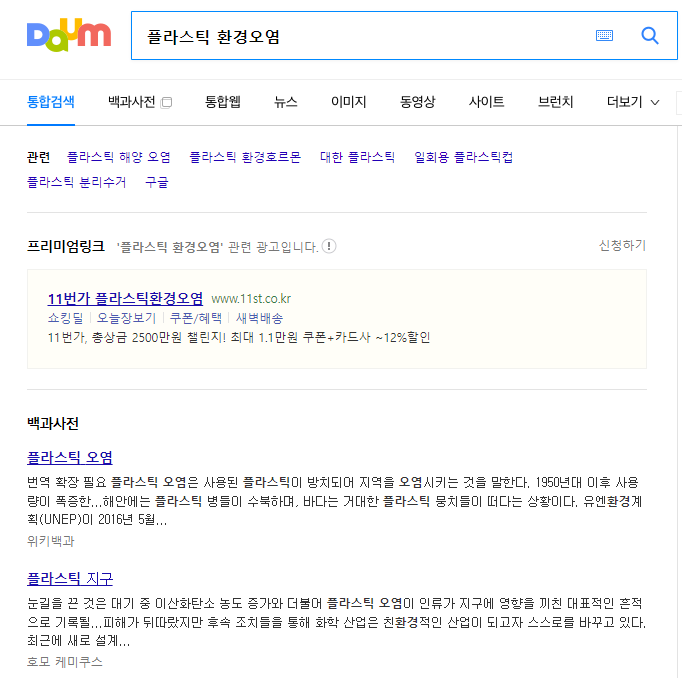 Daum
플라스틱 환경오염
통합검색 백과사전 통합웹 뉴스 이미지 동영상 사이트 브런치 더보기
관련 플라스틱 해양 오염 플라스틱 환경호르몬 대한 플라스틱 일회용 플라스틱컵
플라스틱 분리수거 구글
프리미엄링크 '플라스틱 환경오염' 관련 광고입니다. 신청하기
11번가 플라스틱환경오염 www.11st.co.kr
쇼킹딜 오늘장보기 쿠폰/혜택 새벽배송
11번가, 총상금 2500만원 챌린지! 최대 1.1만원 쿠폰+카드사 ~12%할인
백과사전
플라스틱 오염
번역 확장 필요 플라스틱 오염은 사용된 플라스틱이 방치되어 지역을 오염시키는 것을 말한다. 1950년대 이후 사용
량이 폭증한...해안에는 플라스틱 병들이 수북하며, 바다는 거대한 플라스틱 뭉치들이 떠다는 상황이다. 유엔환경계
획(UNEP)이 2016년 5월...
위키백과
플라스틱 지구
눈길을 끈 것은 대기 중 이산화탄소 농도 증가와 더불어 플라스틱 오염이 인류가 지구에 영향을 끼친 대표적인 흔적
으로 기록될...피해가 뒤따랐지만 후속 조치들을 통해 화학 산업은 친환경적인 산업이 되고자 스스로를 바꾸고 있다.
최근에 새로 설계...
호모 케미쿠스